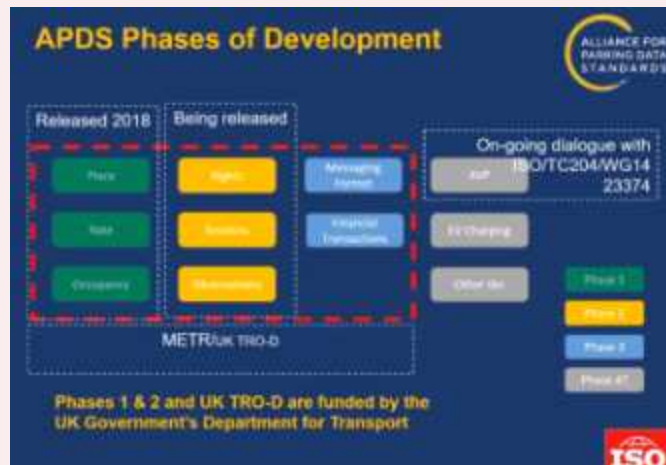 APDS Phases of Development
ALLIANCE FOR
PARKING DATA
STANDARDS
Released 2018
Being released
On-going dialogue with
ISO/TC204/WG14
23374
Place
Rights
Messaging
Format
AVP
Rate
Sessions
Financial
Transactions
EV Charging
Occupancy
Observations
Other
Phase 1
Phase 2
Phase 3
Phase 4?
METR/UK TRO-D
Phases 1 & 2 and UK TRO-D are funded by the
UK Government's Department for Transport
ISO